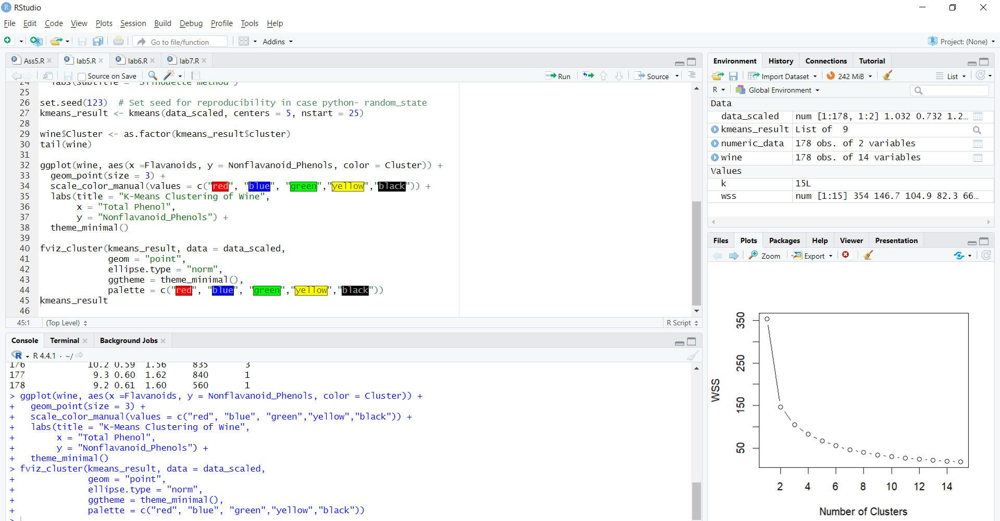 RStudio
File Edit Code View Plots Session Build Debug Profile Tools Help
Go to file/function Addins Project: (None)
Ass5.R lab5.R lab6.R lab7.R
Source on Save Run Source
24 labs(subtitle = "Silhouette method")
25
26 set.seed(123) # Set seed for reproducibility in case python- random_state
27 kmeans_result <- kmeans(data_scaled, centers = 5, nstart = 25)
28
29 wine$Cluster <- as.factor(kmeans_result$cluster)
30 tail(wine)
31
32 ggplot(wine, aes(x =Flavanoids, y = Nonflavanoid_Phenols, color = Cluster)) +
33 geom_point(size = 3) +
34 scale_color_manual(values = c("red", "blue", "green","yellow","black")) +
35 labs(title = "K-Means Clustering of Wine",
36 x = "Total Phenol",
37 y = "Nonflavanoid_Phenols") +
38 theme_minimal()
39
40 fviz_cluster(kmeans_result, data = data_scaled,
41 geom = "point",
42 ellipse.type = "norm",
43 ggtheme = theme_minimal(),
44 palette = c("red", "blue", "green","yellow","black"))
45 kmeans_result
46
45:1 (Top Level) R Script
Console Terminal Background Jobs
R 4.4.1 · ~/
176 10.2 0.59 1.56 835 3
177 9.3 0.60 1.62 840 1
178 9.2 0.61 1.60 560 1
> ggplot(wine, aes(x =Flavanoids, y = Nonflavanoid_Phenols, color = Cluster)) +
+ geom_point(size = 3) +
+ scale_color_manual(values = c("red", "blue", "green","yellow","black")) +
+ labs(title = "K-Means Clustering of Wine",
+ x = "Total Phenol",
+ y = "Nonflavanoid_Phenols") +
+ theme_minimal()
> fviz_cluster(kmeans_result, data = data_scaled,
+ geom = "point",
+ ellipse.type = "norm",
+ ggtheme = theme_minimal(),
+ palette = c("red", "blue", "green","yellow","black"))
>
Environment History Connections Tutorial
Import Dataset 242 MiB List
R Global Environment
Data
data_scaled num [1:178, 1:2] 1.032 0.732 1.2…
kmeans_result List of 9
numeric_data 178 obs. of 2 variables
wine 178 obs. of 14 variables
Values
k 15L
wss num [1:15] 354 146.7 104.9 82.3 66…
Files Plots Packages Help Viewer Presentation
Zoom Export
WSS
350
250
150
50
2 4 6 8 10 12 14
Number of Clusters